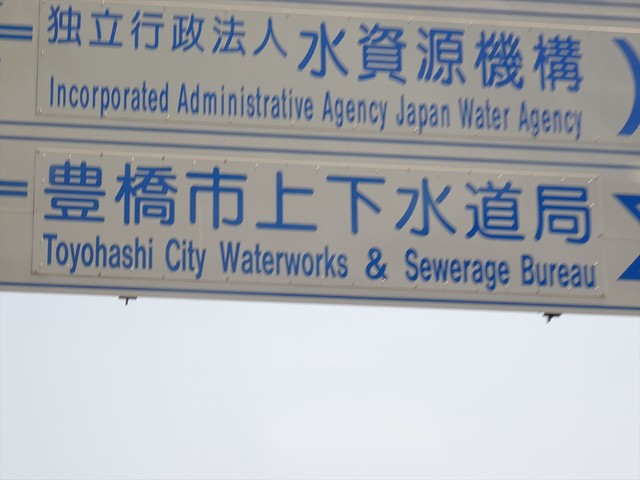 独立行政法人水資源機構
Incorporated Administrative Agency Japan Water Agency
豊橋市上下水道局
Toyohashi City Waterworks & Sewerage Bureau